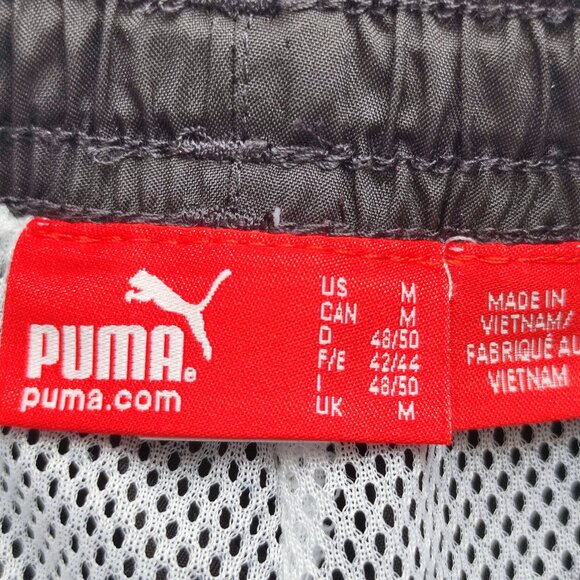 PUMA®
puma.com
US M
CAN M
D 48/50
F/E 42/44
I 48/50
UK M
MADE IN
VIETNAM/
FABRIQUÉ AU
VIETNAM